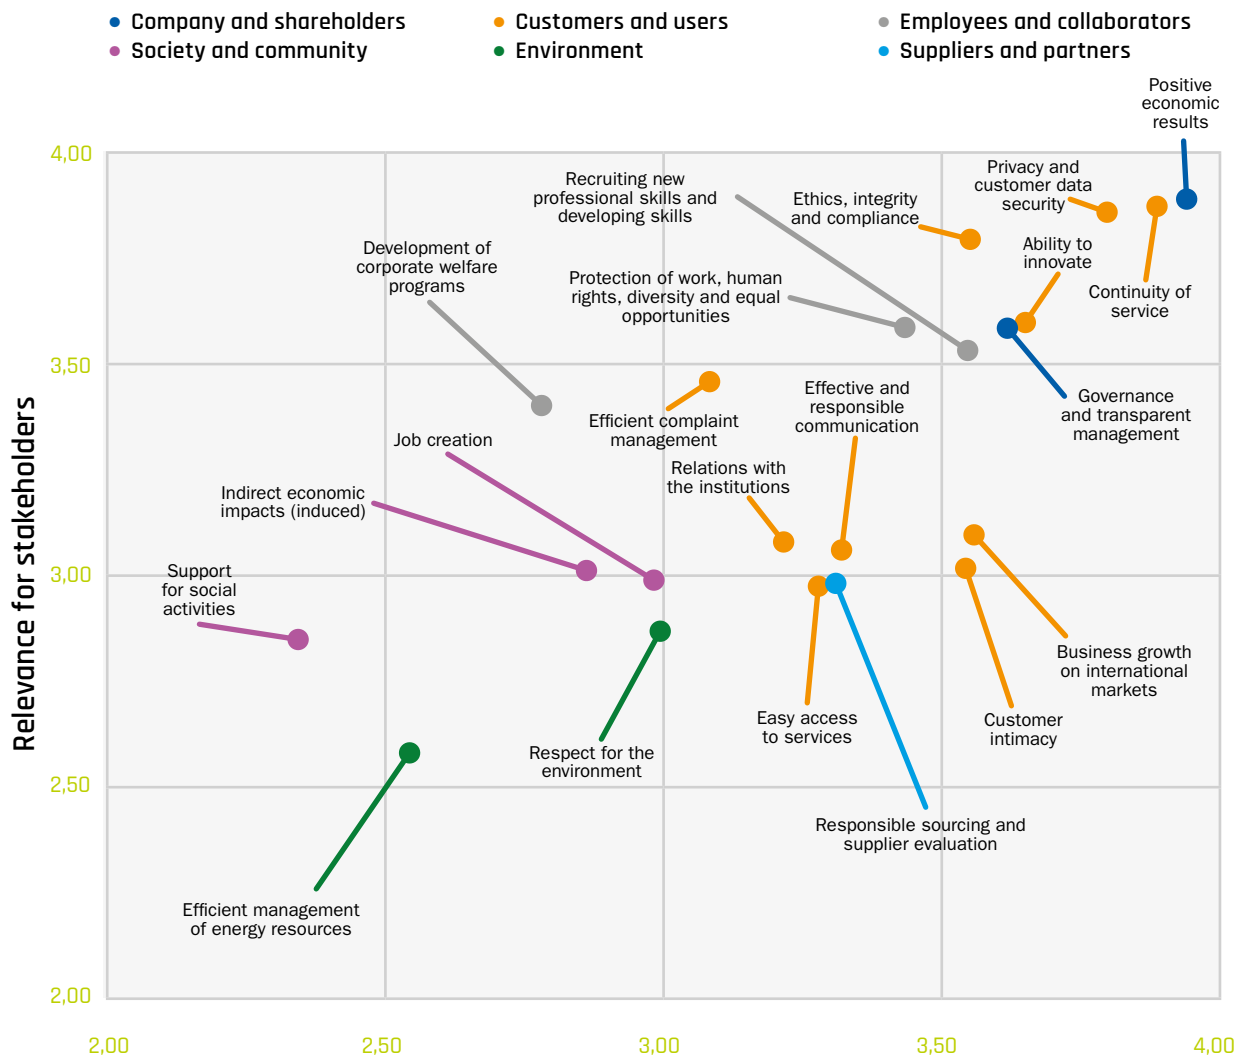 Company and shareholders
Customers and users
Employees and collaborators
Society and community
Environment
Suppliers and partners
Positive
economic
results
4,00
Recruiting new
professional skills and
developing skills
Ethics, integrity
and compliance
Privacy and
customer data
security
Development of
corporate welfare
programs
Protection of work, human
rights, diversity and equal
opportunities
Ability to
innovate
Continuity of
service
3,50
Efficient complaint
management
Effective and
responsible
communication
Governance
and transparent
management
Job creation
Relations with
the institutions
Indirect economic
impacts (induced)
Relevance for stakeholders
3,00
Support
for social
activities
Business growth
on international
markets
Easy access
to services
Customer
intimacy
Respect for the
environment
2,50
Responsible sourcing and
supplier evaluation
Efficient management
of energy resources
2,00
2,00
2,50
3,00
3,50
4,00